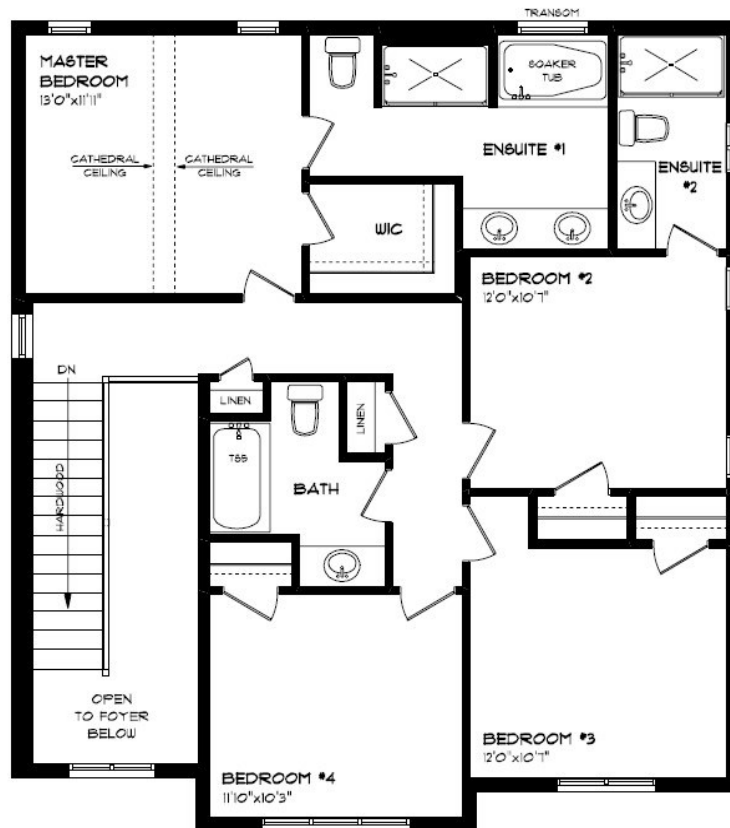 TRANSOM
MASTER
BEDROOM
13'0"x11'11"
SOAKER
TUB
CATHEDRAL
CEILING
CATHEDRAL
CEILING
ENSUITE #1
ENSUITE
#2
WIC
BEDROOM #2
12'0"x10'7"
DN
LINEN
LINEN
T&S
HARDWOOD
BATH
OPEN
TO FOYER
BELOW
BEDROOM #3
12'0"x10'7"
BEDROOM #4
11'10"x10'3"